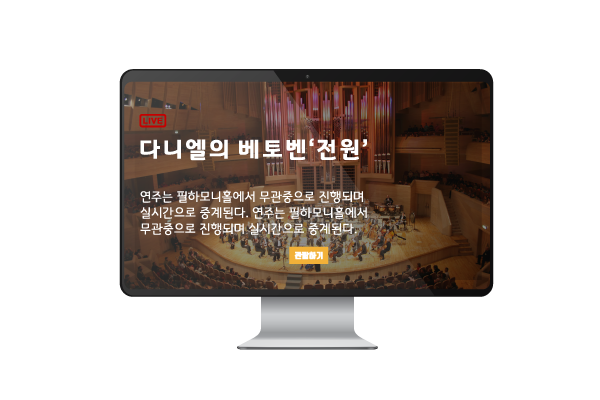 LIVE
다니엘의 베토벤‘전원’
연주는 필하모니홀에서 무관중으로 진행되며
실시간으로 중계된다. 연주는 필하모니홀에서
무관중으로 진행되며 실시간으로 중계된다.
관람하기